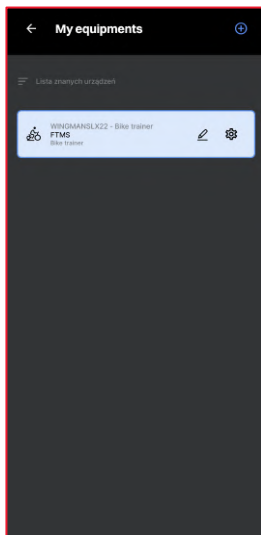 My equipments
Lista znanych urządzeń
WINGMANSLX22 - Bike trainer
FTMS
Bike trainer